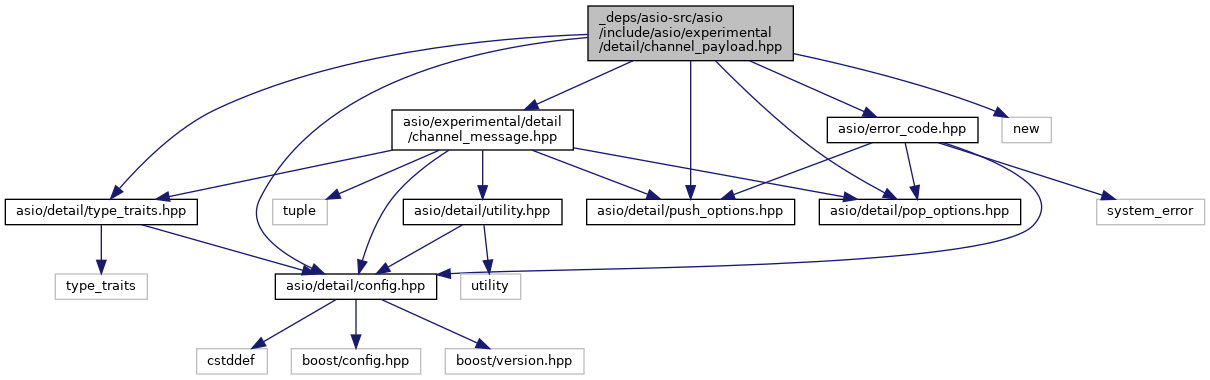 _deps/asio-src/asio
/include/asio/experimental
/detail/channel_payload.hpp
asio/experimental/detail
/channel_message.hpp
asio/error_code.hpp
new
asio/detail/type_traits.hpp
tuple
asio/detail/utility.hpp
asio/detail/push_options.hpp
asio/detail/pop_options.hpp
system_error
type_traits
asio/detail/config.hpp
utility
cstddef
boost/config.hpp
boost/version.hpp